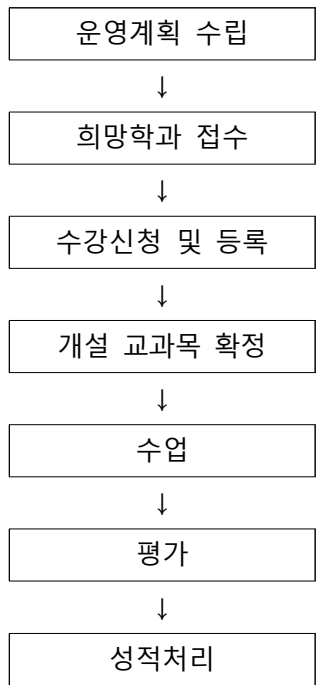 운영계획 수립
↓
희망학과 접수
↓
수강신청 및 등록
↓
개설 교과목 확정
↓
수업
↓
평가
↓
성적처리